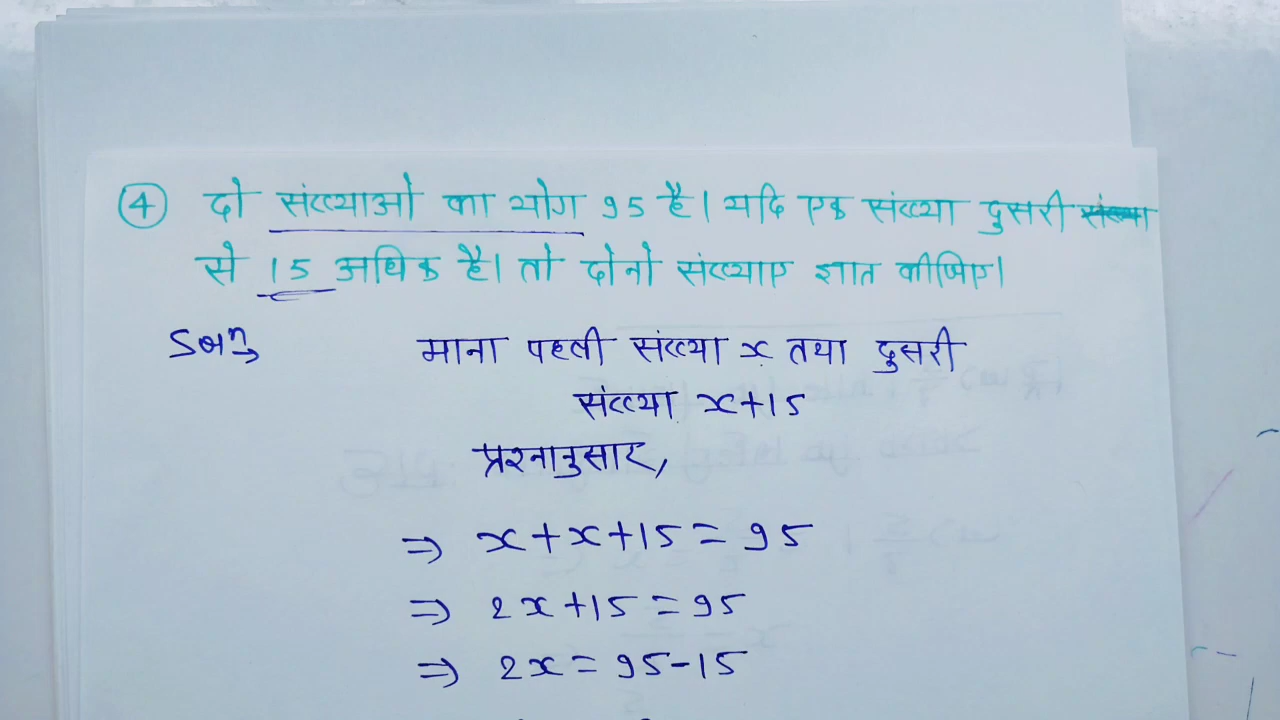 ④ दो संख्याओ का योग 95 है। यदि एक संख्या दुसरी
से 15 अधिक है। तो दोनो संख्याए ज्ञात कीजिए।
Solⁿ→ माना पहली संख्या x तथा दुसरी
संख्या x+15
प्रश्नानुसार,
⇒ x+x+15=95
⇒ 2x+15=95
⇒ 2x=95-15